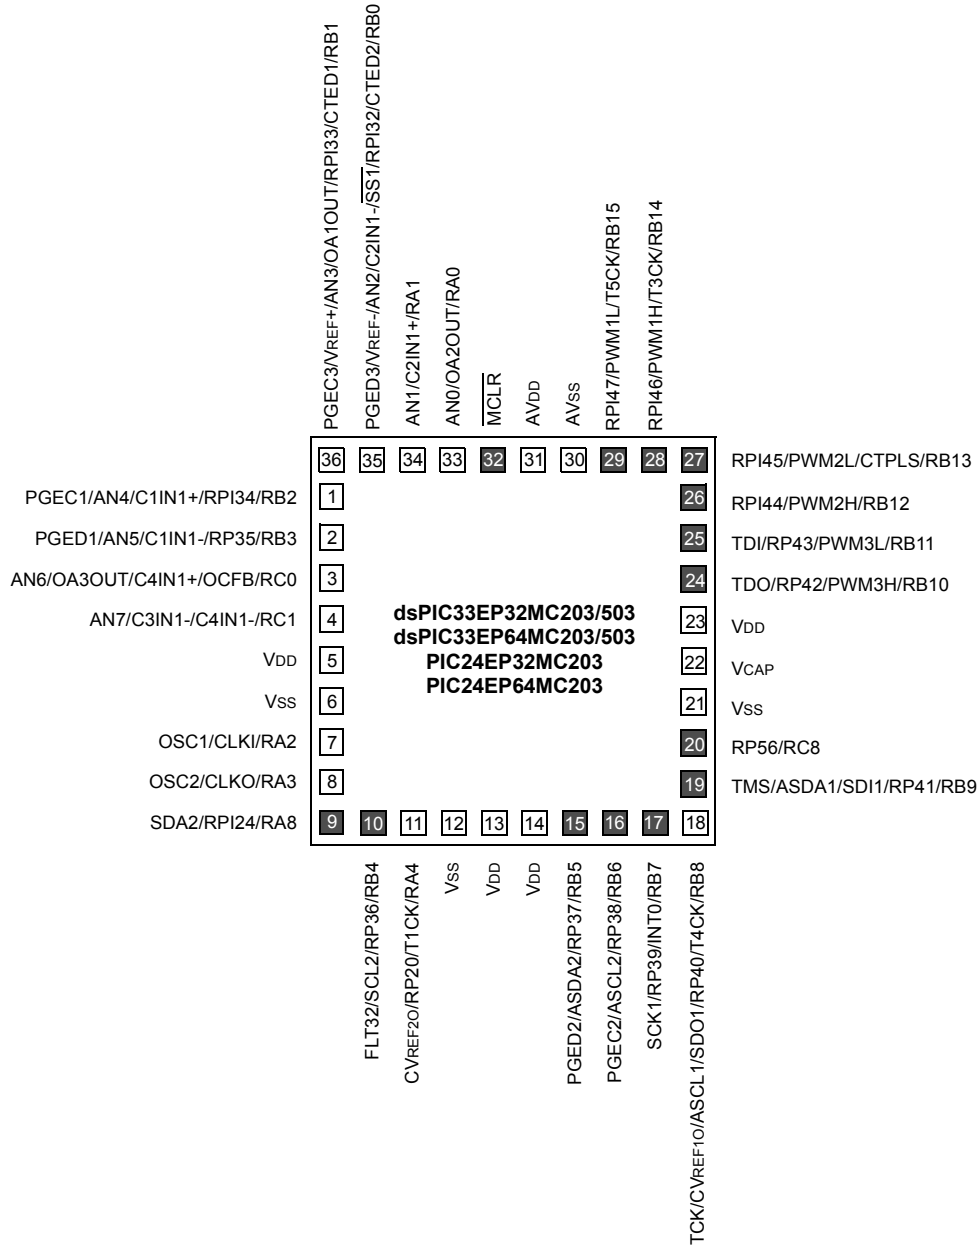 PGEC3/VREF+/AN3/OA1OUT/RPI33/CTED1/RB1
PGED3/VREF-/AN2/C2IN1-/SS1/RPI32/CTED2/RB0
AN1/C2IN1+/RA1
AN0/OA2OUT/RA0
MCLR
AVDD
AVSS
RPI47/PWM1L/T5CK/RB15
RPI46/PWM1H/T3CK/RB14
36 35 34 33 32 31 30 29 28 27 RPI45/PWM2L/CTPLS/RB13
PGEC1/AN4/C1IN1+/RPI34/RB2 1
26 RPI44/PWM2H/RB12
PGED1/AN5/C1IN1-/RP35/RB3 2
25 TDI/RP43/PWM3L/RB11
AN6/OA3OUT/C4IN1+/OCFB/RC0 3
24 TDO/RP42/PWM3H/RB10
AN7/C3IN1-/C4IN1-/RC1 4
23 VDD
dsPIC33EP32MC203/503
dsPIC33EP64MC203/503
PIC24EP32MC203
PIC24EP64MC203
VDD 5
22 VCAP
VSS 6
21 VSS
OSC1/CLKI/RA2 7
20 RP56/RC8
OSC2/CLKO/RA3 8
19 TMS/ASDA1/SDI1/RP41/RB9
SDA2/RPI24/RA8 9 10 11 12 13 14 15 16 17 18
FLT32/SCL2/RP36/RB4
CVREF2O/RP20/T1CK/RA4
VSS
VDD
VDD
PGED2/ASDA2/RP37/RB5
PGEC2/ASCL2/RP38/RB6
SCK1/RP39/INT0/RB7
TCK/CVREF1O/ASCL1/SDO1/RP40/T4CK/RB8